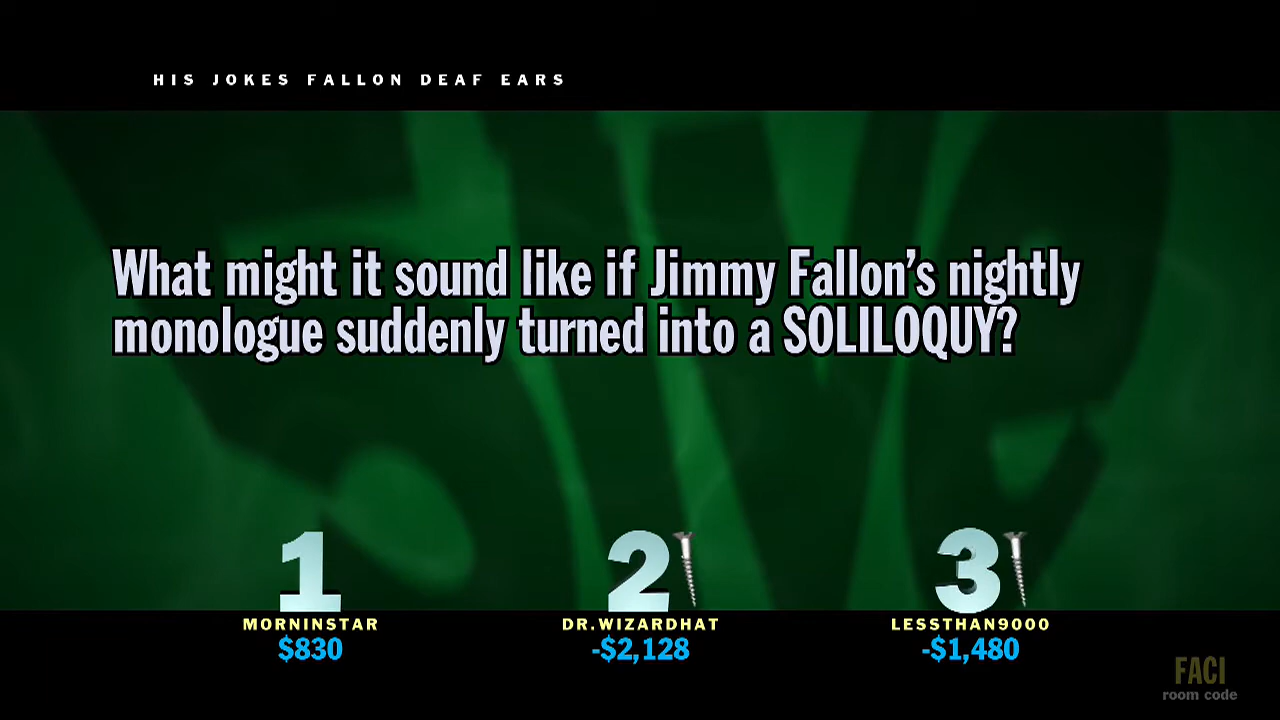 HIS JOKES FALLON DEAF EARS
What might it sound like if Jimmy Fallon's nightly
monologue suddenly turned into a SOLILOQUY?
1 2 3
MORNINSTAR DR.WIZARDHAT LESSTHAN9000
$830 -$2,128 -$1,480
FACI
room code